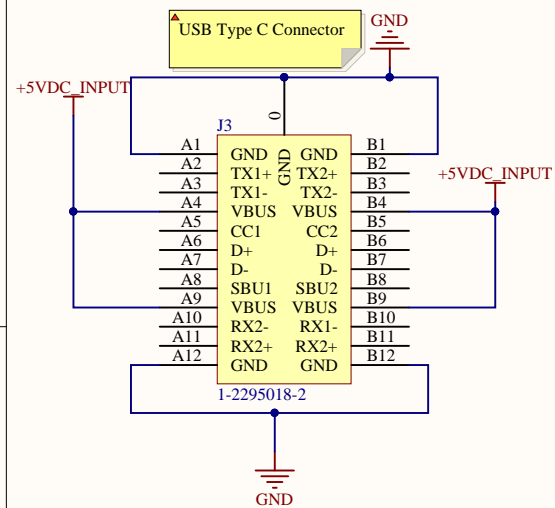 USB Type C Connector
GND
+5VDC_INPUT
0
J3
A1 GND GND GND B1
A2 TX1+ TX2+ B2
A3 TX1- TX2- B3
+5VDC_INPUT
A4 VBUS VBUS B4
A5 CC1 CC2 B5
A6 D+ D+ B6
A7 D- D- B7
A8 SBU1 SBU2 B8
A9 VBUS VBUS B9
A10 RX2- RX1- B10
A11 RX2+ RX2+ B11
A12 GND GND B12
1-2295018-2
GND